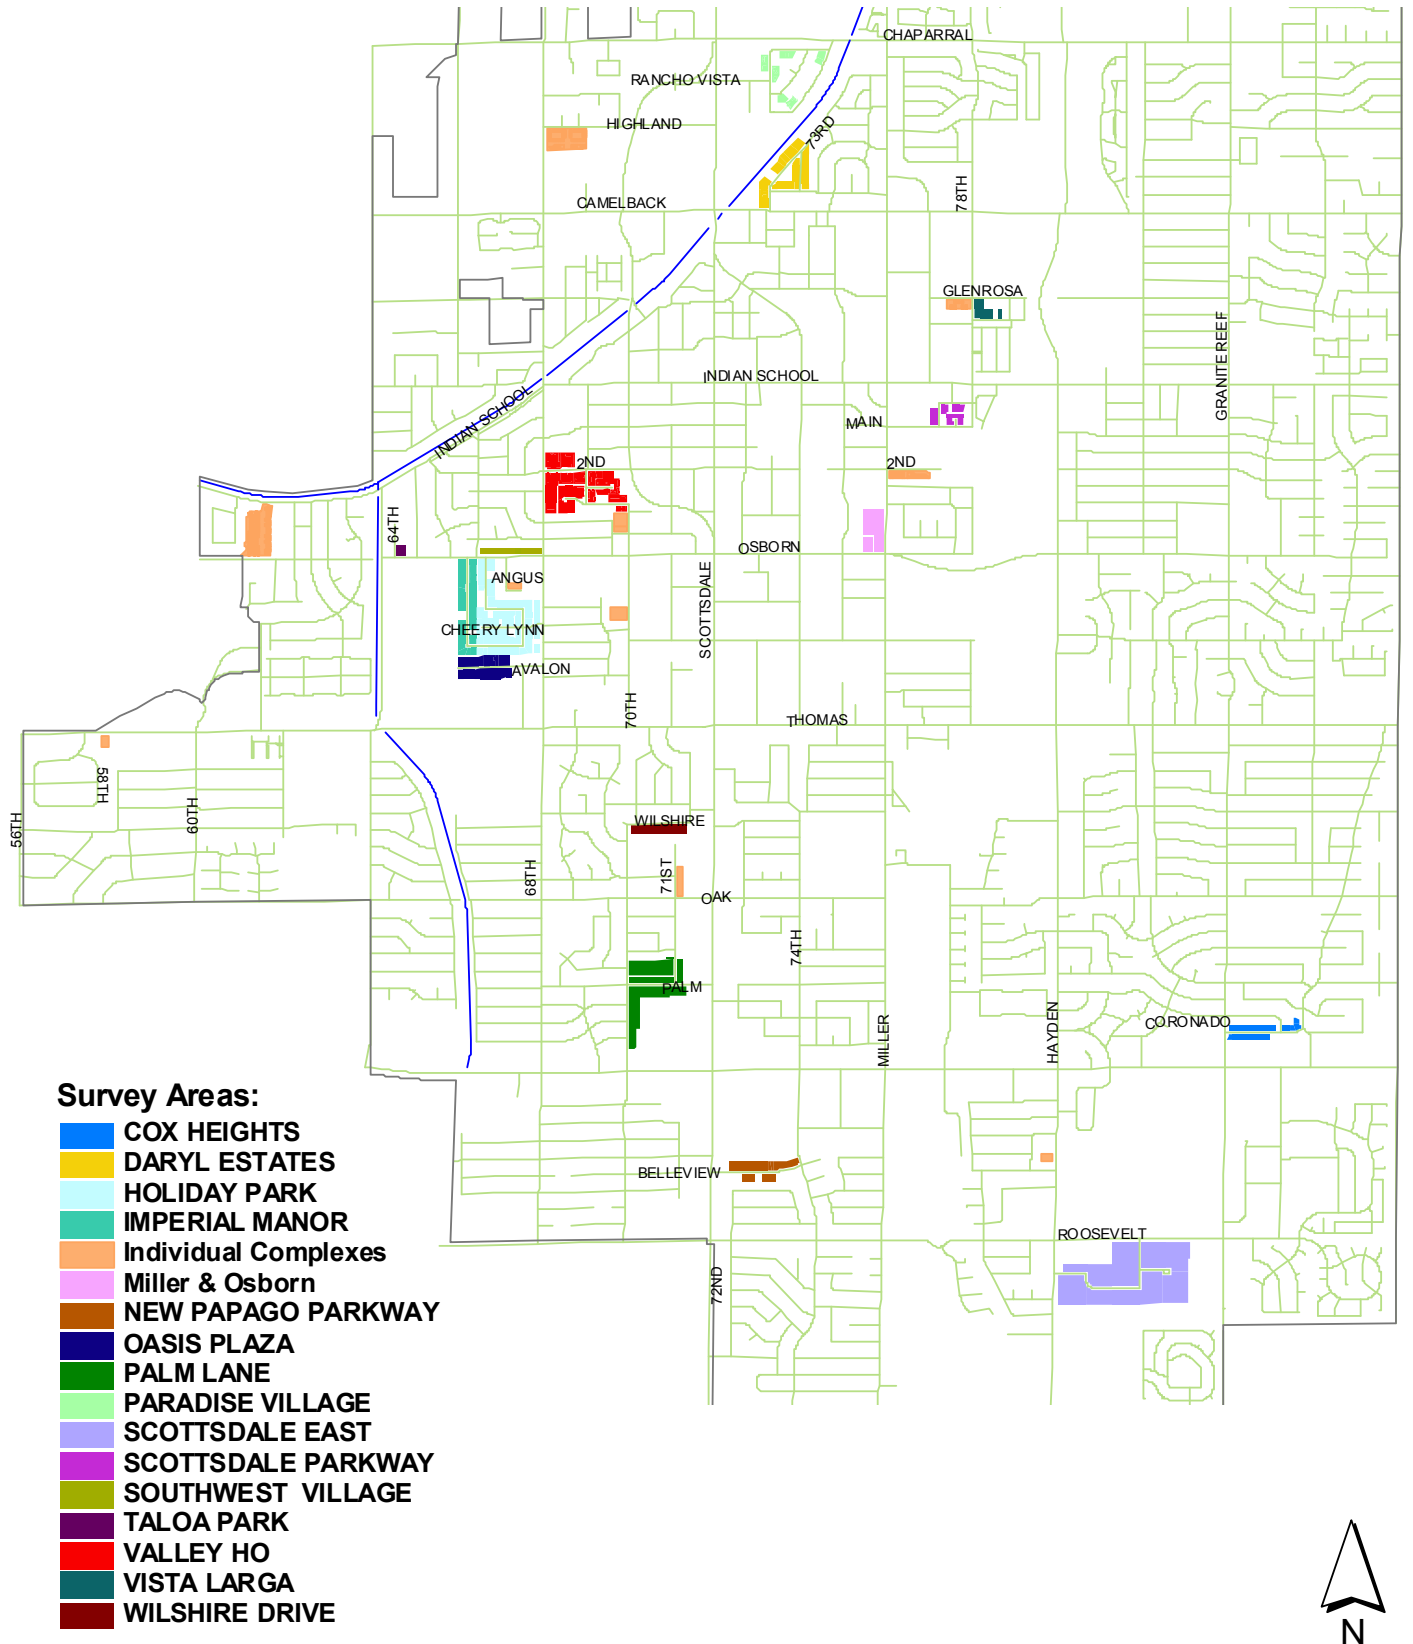 CHAPARRAL
RANCHO VISTA
HIGHLAND
73RD
CAMELBACK
78TH
GLENROSA
GRANITE REEF
INDIAN SCHOOL
INDIAN SCHOOL
MAIN
2ND
2ND
64TH
OSBORN
ANGUS
SCOTTSDALE
CHEERY LYNN
AVALON
70TH
THOMAS
58TH
60TH
56TH
WILSHIRE
68TH
71ST
OAK
74TH
PALM
MILLER
HAYDEN
CORONADO
BELLEVIEW
ROOSEVELT
72ND
Survey Areas:
COX HEIGHTS
DARYL ESTATES
HOLIDAY PARK
IMPERIAL MANOR
Individual Complexes
Miller & Osborn
NEW PAPAGO PARKWAY
OASIS PLAZA
PALM LANE
PARADISE VILLAGE
SCOTTSDALE EAST
SCOTTSDALE PARKWAY
SOUTHWEST VILLAGE
TALOA PARK
VALLEY HO
VISTA LARGA
WILSHIRE DRIVE
N